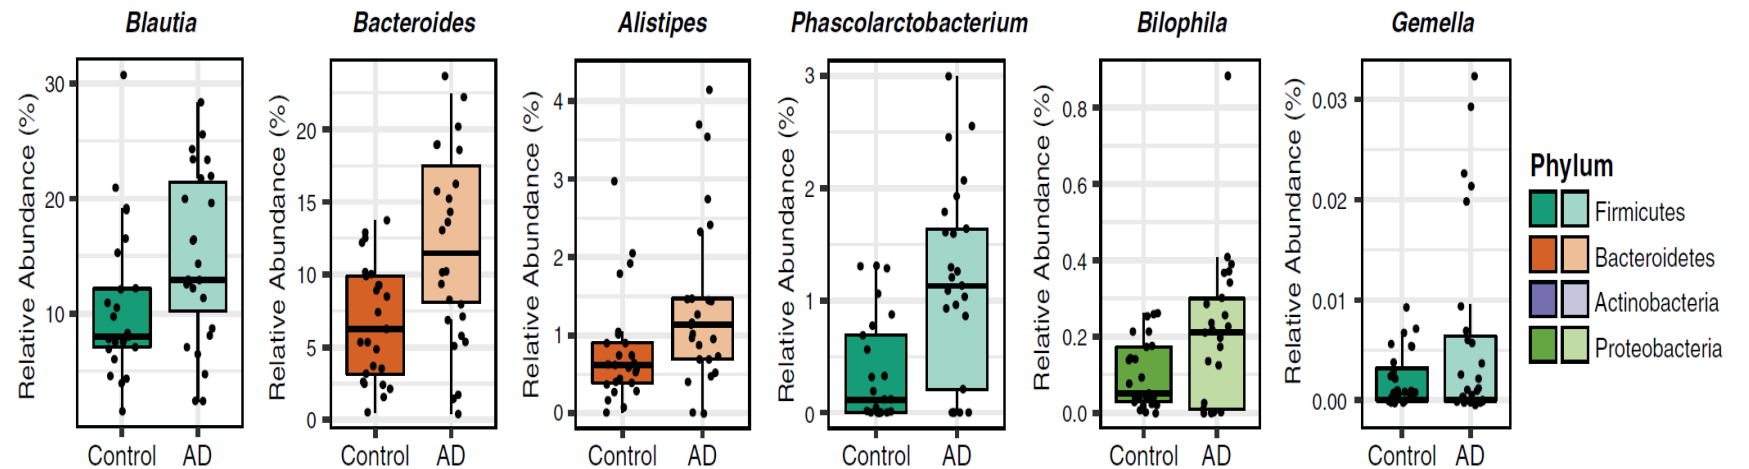 Blautia
Bacteroides
Alistipes
Phascolarctobacterium
Bilophila
Gemella
Relative Abundance (%)
30
20
10
Control
AD
Relative Abundance (%)
20
15
10
5
0
Control
AD
Relative Abundance (%)
4
3
2
1
0
Control
AD
Relative Abundance (%)
3
2
1
0
Control
AD
Relative Abundance (%)
0.8
0.6
0.4
0.2
0.0
Control
AD
Relative Abundance (%)
0.03
0.02
0.01
0.00
Control
AD
Phylum
Firmicutes
Bacteroidetes
Actinobacteria
Proteobacteria